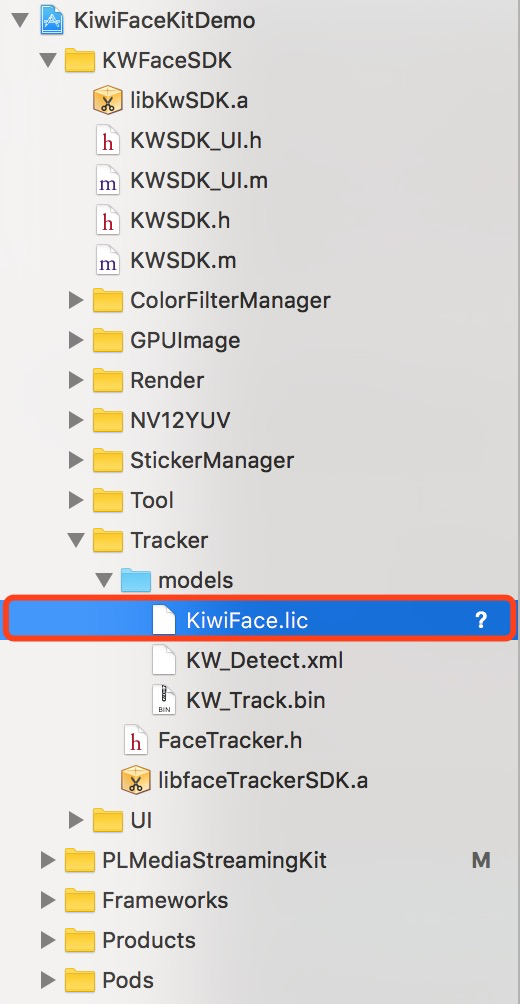 KiwiFaceKitDemo
KWFaceSDK
libKwSDK.a
h KWSDK_UI.h
m KWSDK_UI.m
h KWSDK.h
m KWSDK.m
ColorFilterManager
GPUImage
Render
NV12YUV
StickerManager
Tool
Tracker
models
KiwiFace.lic ?
KW_Detect.xml
BIN KW_Track.bin
h FaceTracker.h
libfaceTrackerSDK.a
UI
PLMediaStreamingKit M
Frameworks
Products
Pods